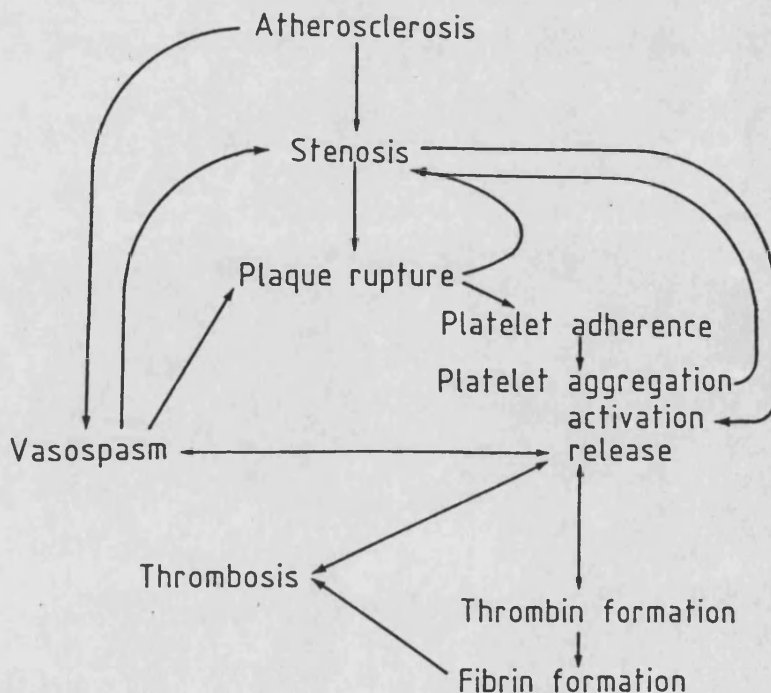 Atherosclerosis
Stenosis
Plaque rupture
Platelet adherence
Platelet aggregation
activation
Vasospasm
release
Thrombosis
Thrombin formation
Fibrin formation